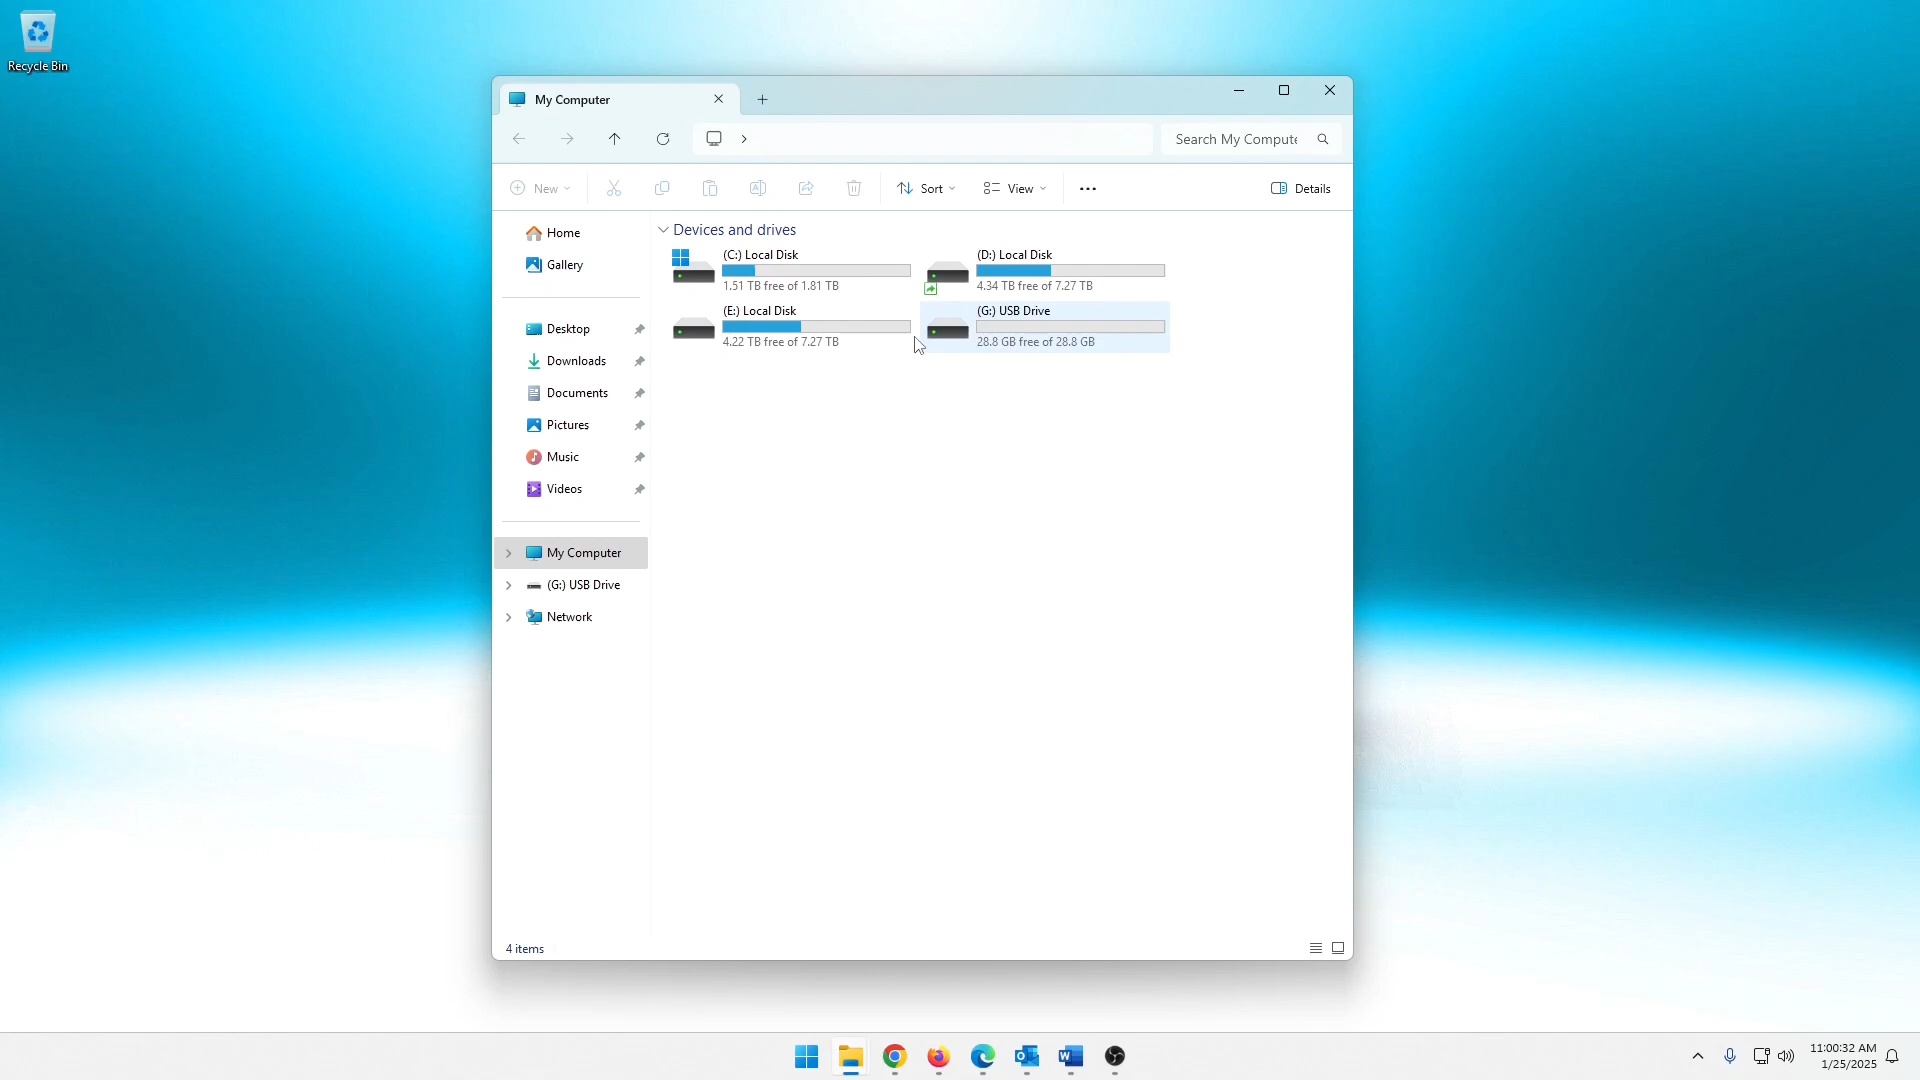 Recycle Bin
My Computer
Search My Compute
New
Sort
View
Details
Home
Gallery
Desktop
Downloads
Documents
Pictures
Music
Videos
My Computer
(G:) USB Drive
Network
Devices and drives
(C:) Local Disk
1.51 TB free of 1.81 TB
(D:) Local Disk
4.34 TB free of 7.27 TB
(E:) Local Disk
4.22 TB free of 7.27 TB
(G:) USB Drive
28.8 GB free of 28.8 GB
4 items
11:00:32 AM
1/25/2025